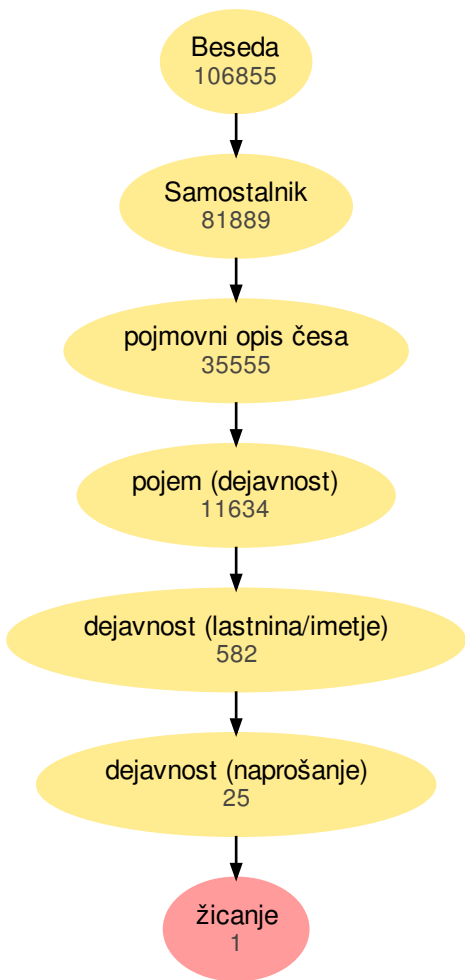 Beseda
106855
Samostalnik
81889
pojmovni opis česa
35555
pojem (dejavnost)
11634
dejavnost (lastnina/imetje)
582
dejavnost (naprošanje)
25
žicanje
1